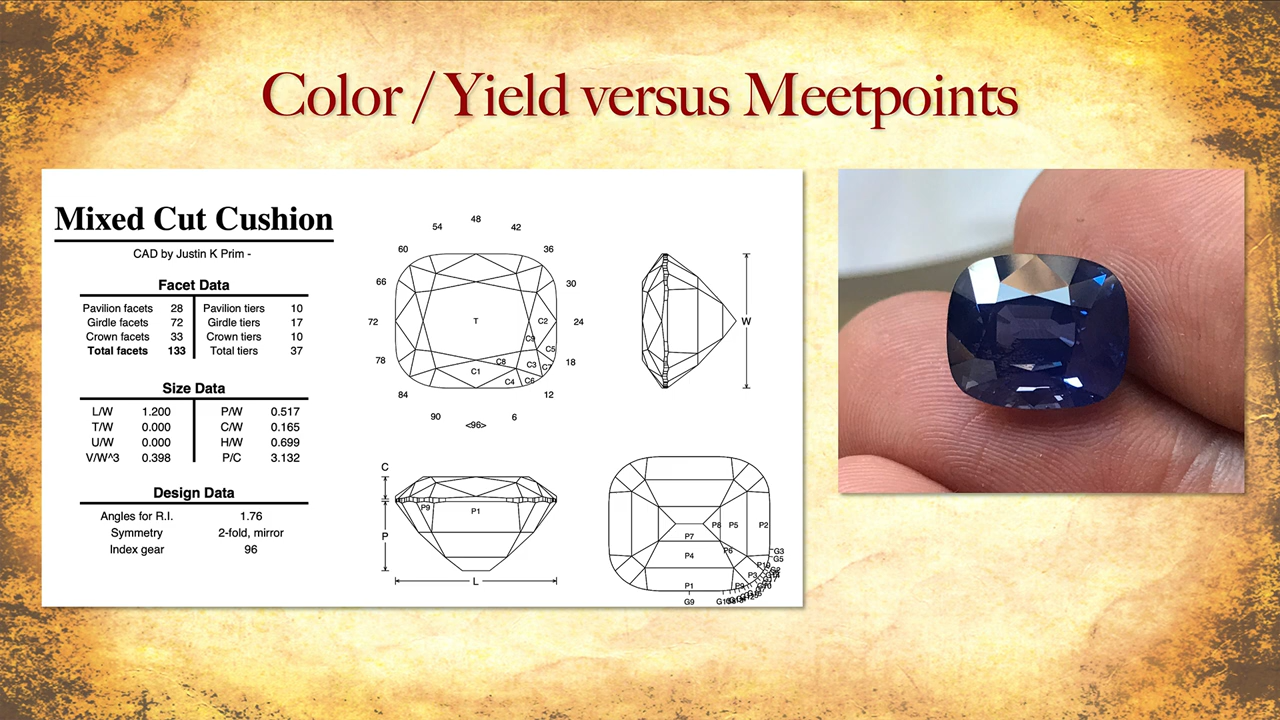 Color / Yield versus Meetpoints
Mixed Cut Cushion
CAD by Justin K Prim -
Facet Data
Pavilion facets 28 Pavilion tiers 10
Girdle facets 72 Girdle tiers 17
Crown facets 33 Crown tiers 10
Total facets 133 Total tiers 37
Size Data
L/W 1.200 P/W 0.517
T/W 0.000 C/W 0.165
U/W 0.000 H/W 0.699
V/W^3 0.398 P/C 3.132
Design Data
Angles for R.I. 1.76
Symmetry 2-fold, mirror
Index gear 96
48
54 42
60 36
66 30
72 T C2 24
C9
C5
78 C8 C3 C7 18
C1
C4 C6
84 12
90 6
<96>
W
C
P9 P1
P
L
P8 P5 P2
P7
P4 P6
G3
G5
P10
P3
P1 P9
G9